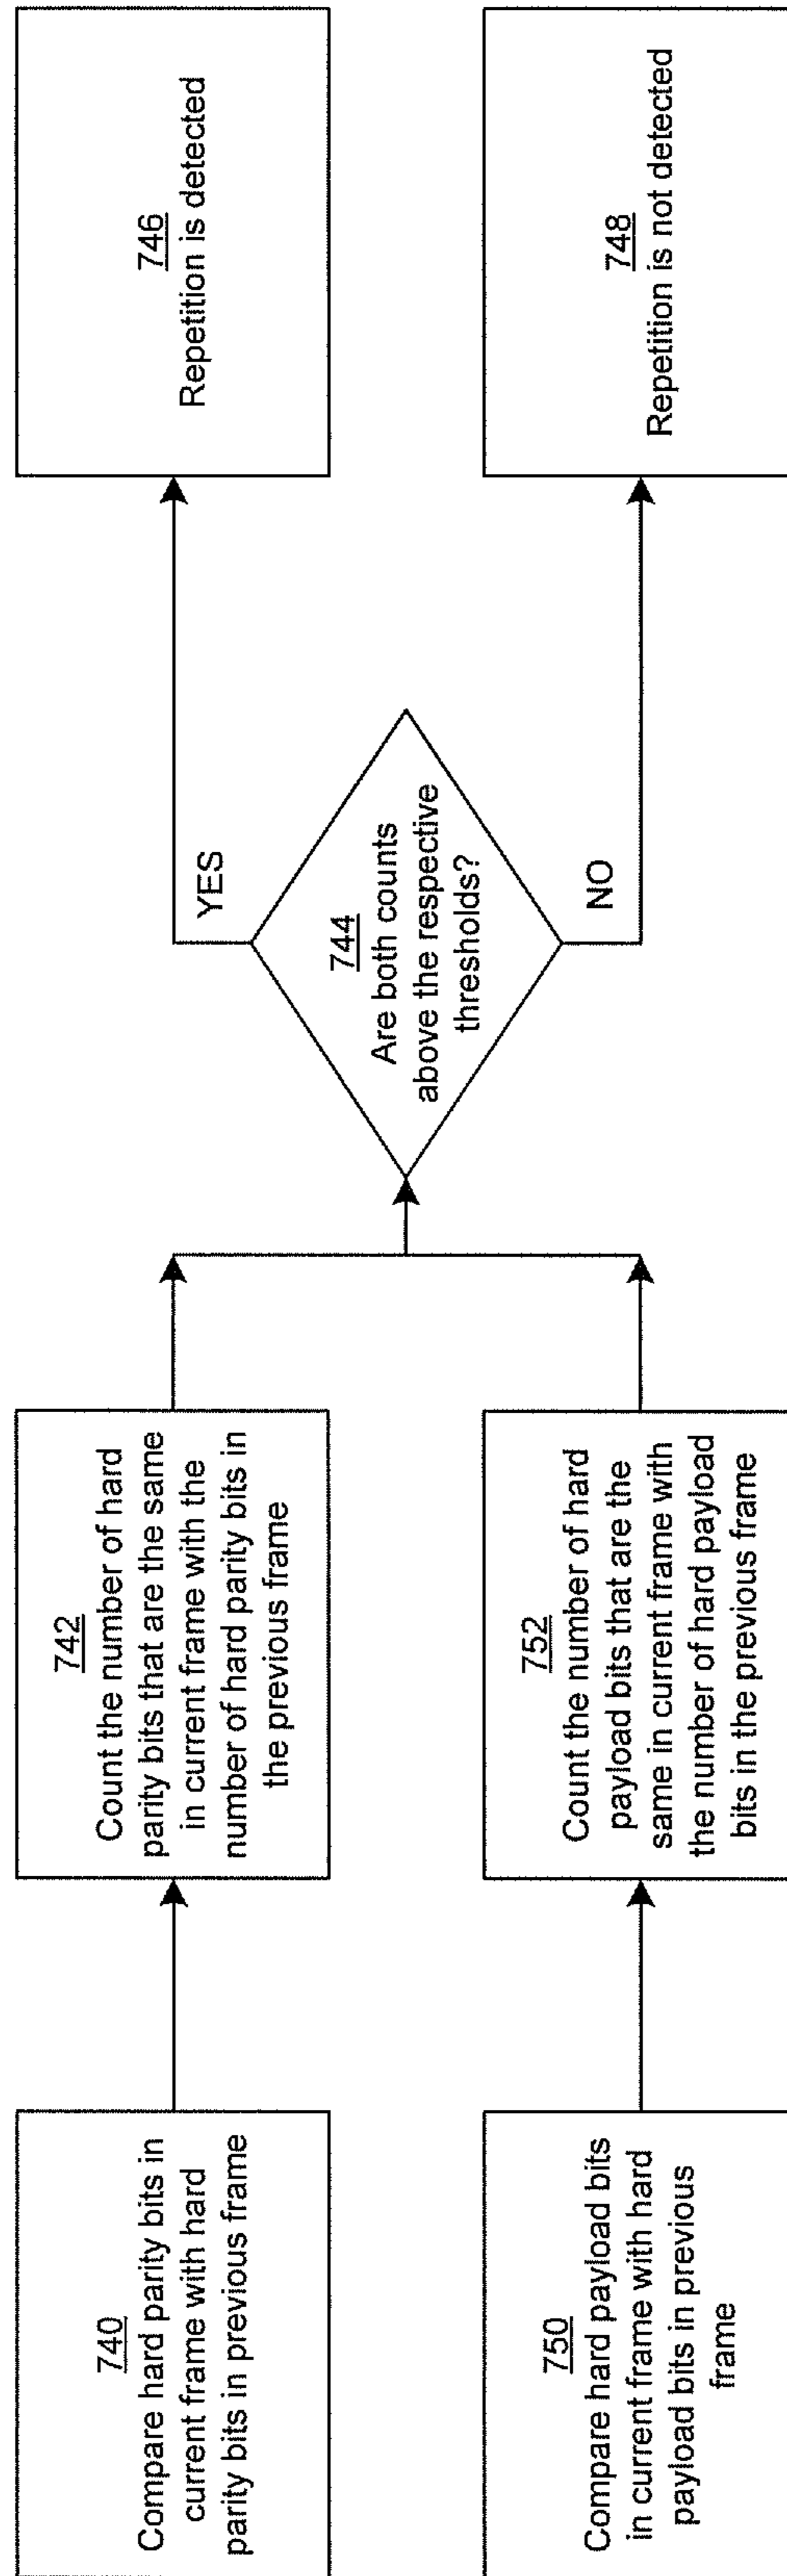 740
Compare hard parity bits in
current frame with hard
parity bits in previous frame
742
Count the number of hard
parity bits that are the same
in current frame with the
number of hard parity bits in
the previous frame
750
Compare hard payload bits
in current frame with hard
payload bits in previous
frame
752
Count the number of hard
payload bits that are the
same in current frame with
the number of hard payload
bits in the previous frame
744
Are both counts
above the respective
thresholds?
YES
NO
746
Repetition is detected
748
Repetition is not detected